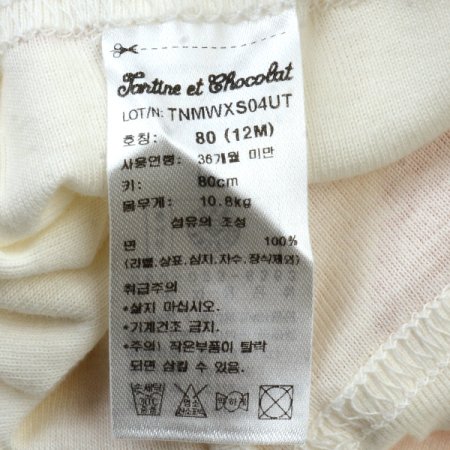 Tartine et Chocolat
LOT/N: TNMWXS04UT
호칭: 80 (12M)
사용연령: 36개월 미만
키: 80cm
몸무게: 10.8kg
섬유의 조성
면 100%
(리뺄,상표,심지,자수,장식제외)
취급주의
*삶지 마십시오.
*기계건조 금지.
*주의) 작은부품이 탈락
되면 삼킬 수 있음.